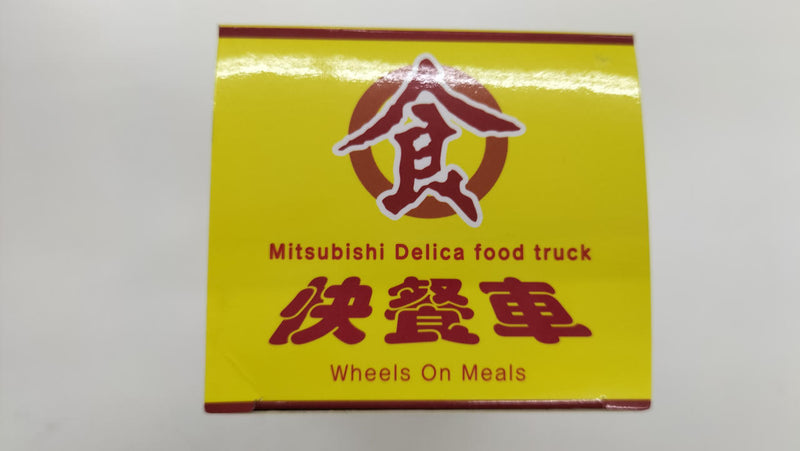 食
Mitsubishi Delica food truck
快餐車
Wheels On Meals